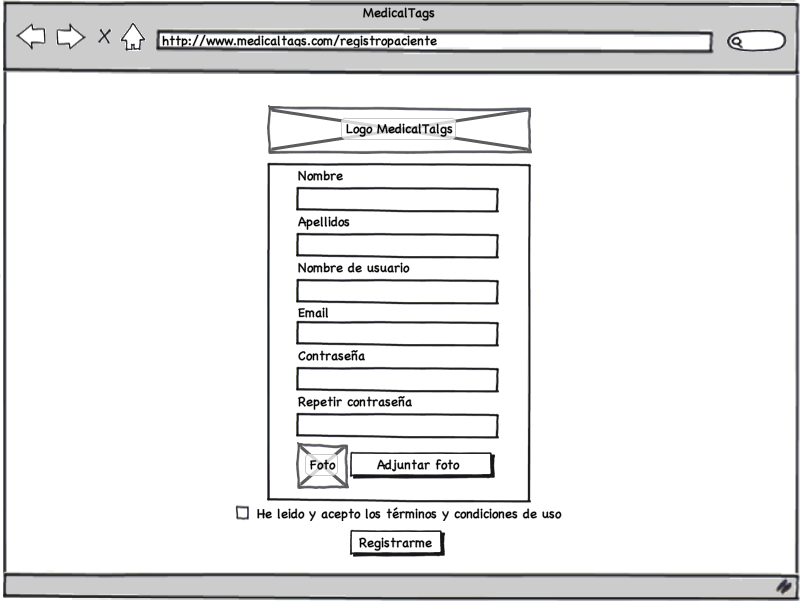 MedicalTags
http://www.medicaltags.com/registropaciente
Logo MedicalTalgs
Nombre
Apellidos
Nombre de usuario
Email
Contraseña
Repetir contraseña
Foto
Adjuntar foto
He leido y acepto los términos y condiciones de uso
Registrarme